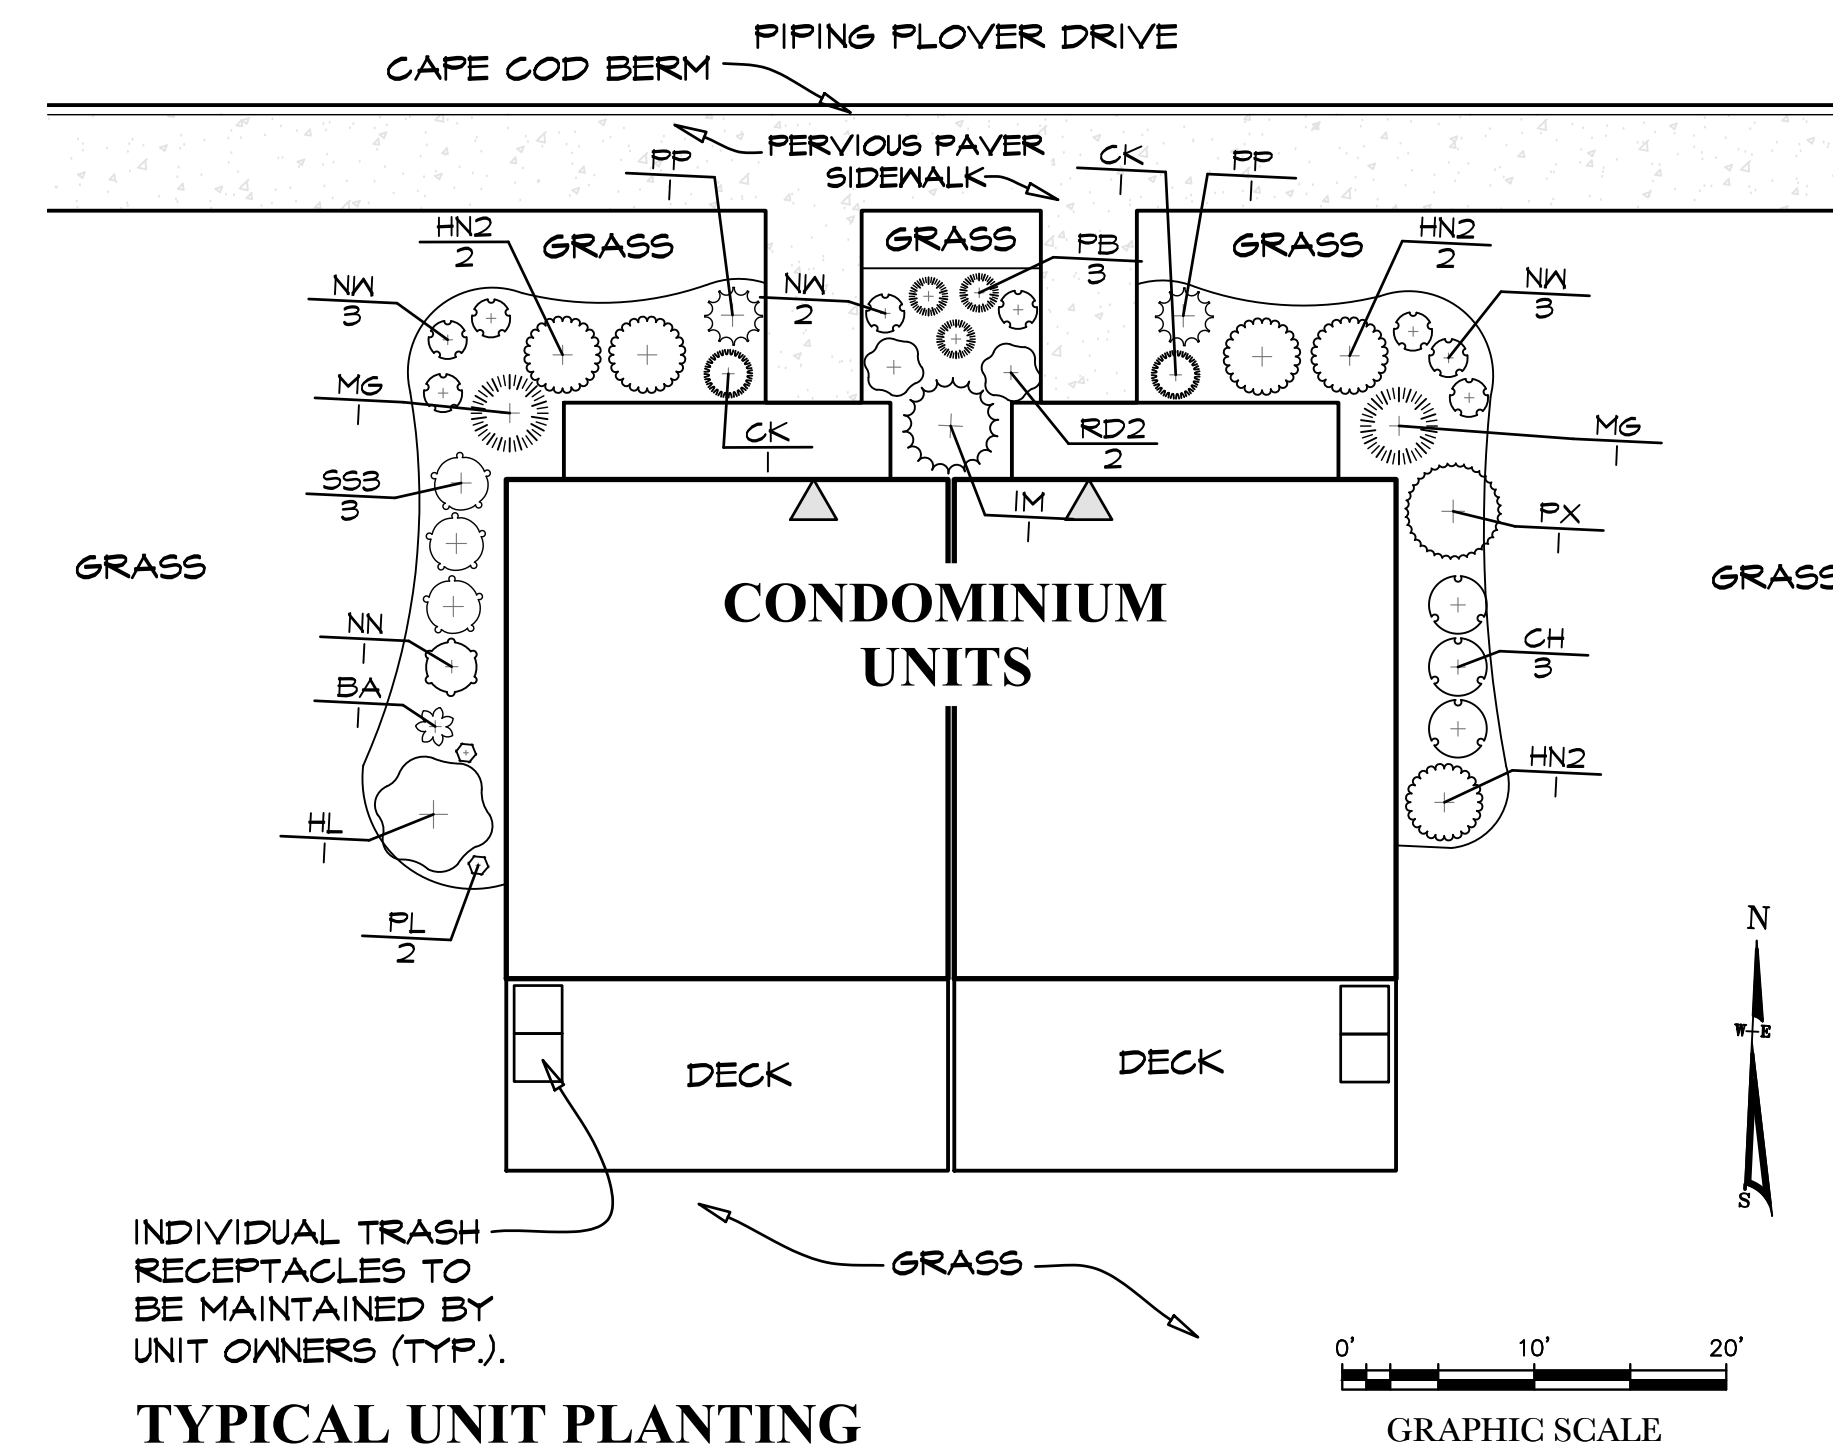 PIPING PLOVER DRIVE
CAPE COD BERM
PERVIOUS PAVER
SIDEWALK
PP
1
CK
1
PP
1
HN2
2
GRASS
GRASS
PB
3
GRASS
HN2
2
NW
3
NW
2
NW
3
MG
1
CK
1
RD2
2
MG
1
SS3
3
IM
1
PX
1
GRASS
GRASS
CONDOMINIUM
UNITS
NN
1
CH
3
BA
1
HN2
1
HL
1
PL
2
N
W E
S
DECK
DECK
INDIVIDUAL TRASH
RECEPTACLES TO
BE MAINTAINED BY
UNIT OWNERS (TYP.).
GRASS
0' 10' 20'
GRAPHIC SCALE
TYPICAL UNIT PLANTING